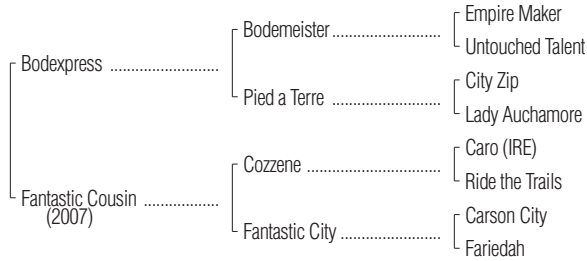 Empire Maker
Bodemeister
Untouched Talent
Bodexpress
City Zip
Pied a Terre
Lady Auchamore
Caro (IRE)
Cozzene
Ride the Trails
Fantastic Cousin
(2007)
Carson City
Fantastic City
Fariedah